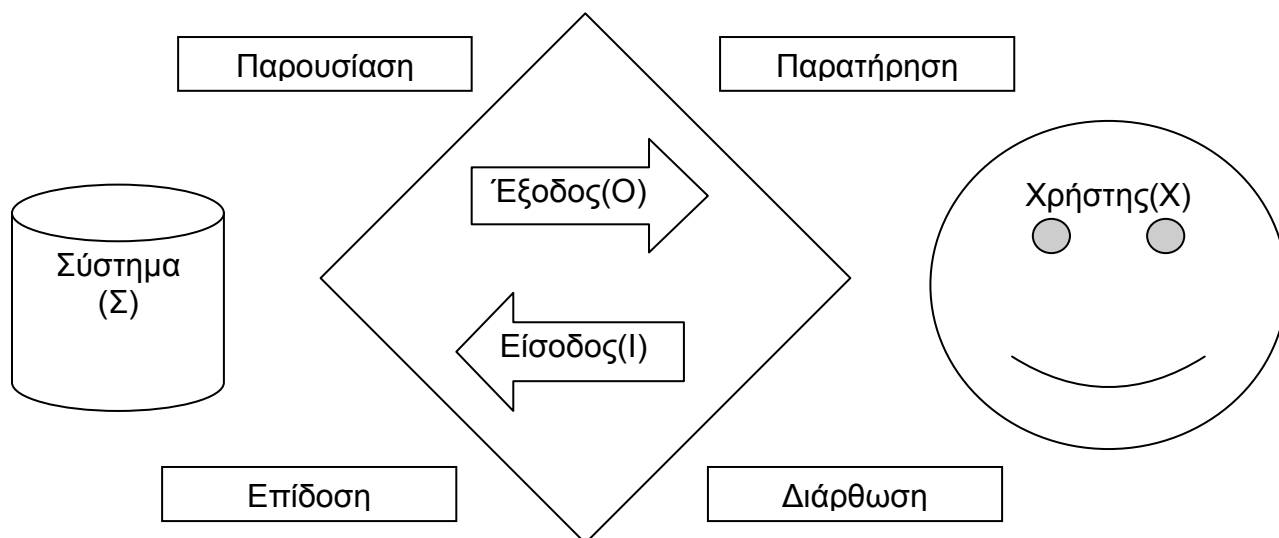 Παρουσίαση
Παρατήρηση
Έξοδος(Ο)
Χρήστης(Χ)
Σύστημα
(Σ)
Είσοδος(Ι)
Επίδοση
Διάρθωση